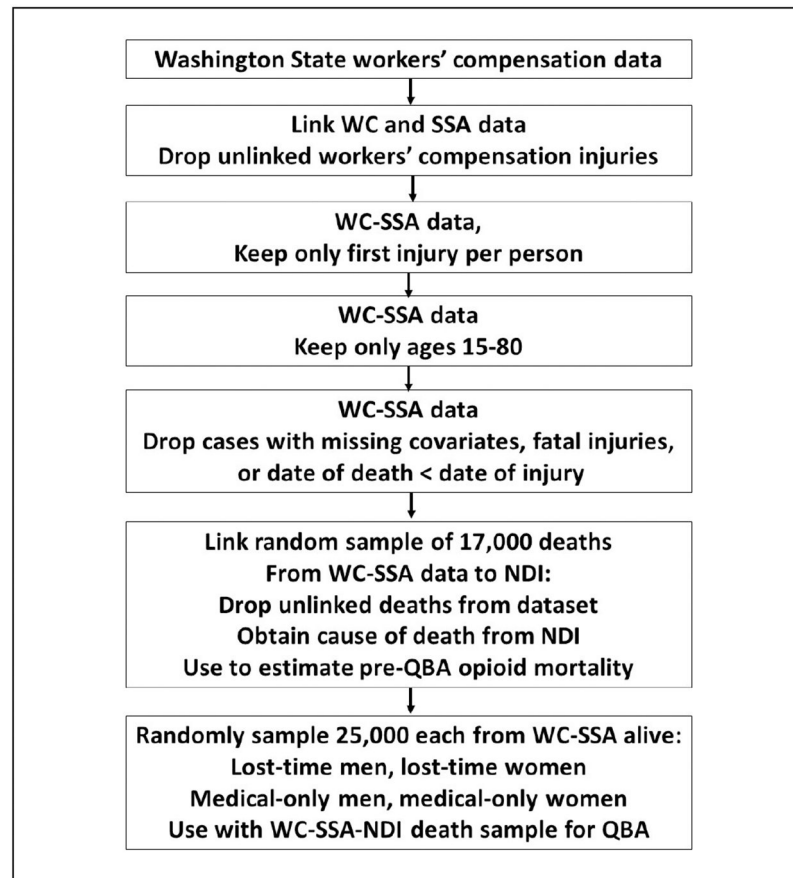 Washington State workers’ compensation data
Link WC and SSA data
Drop unlinked workers’ compensation injuries
WC-SSA data,
Keep only first injury per person
WC-SSA data
Keep only ages 15-80
WC-SSA data
Drop cases with missing covariates, fatal injuries,
or date of death < date of injury
Link random sample of 17,000 deaths
From WC-SSA data to NDI:
Drop unlinked deaths from dataset
Obtain cause of death from NDI
Use to estimate pre-QBA opioid mortality
Randomly sample 25,000 each from WC-SSA alive:
Lost-time men, lost-time women
Medical-only men, medical-only women
Use with WC-SSA-NDI death sample for QBA